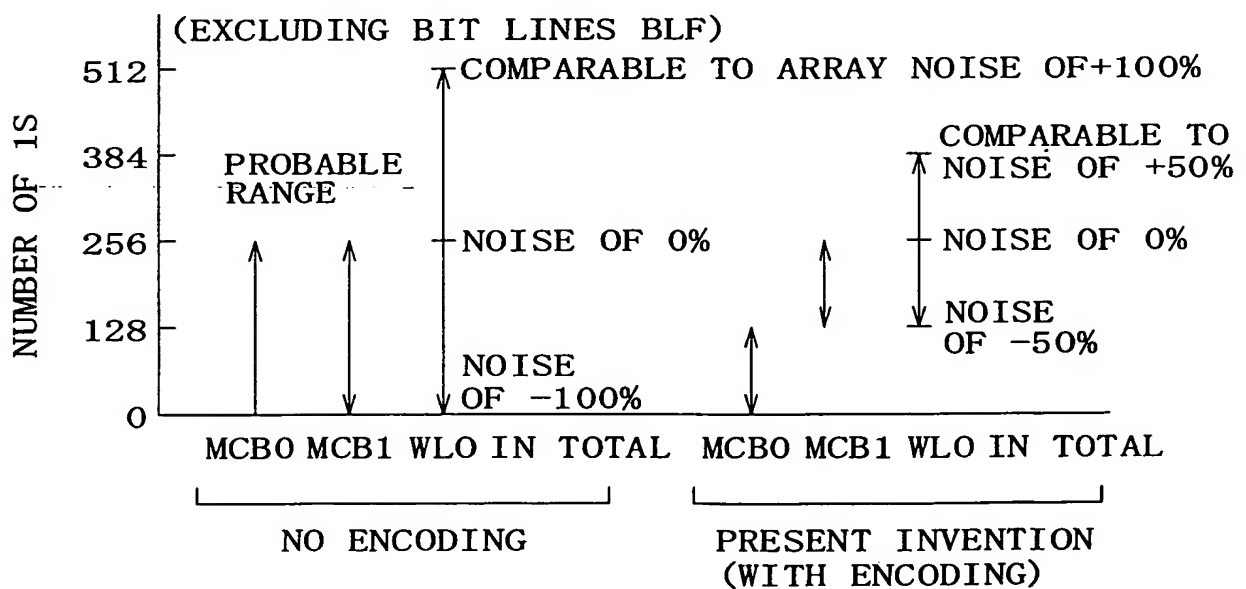 (EXCLUDING BIT LINES BLF)
NUMBER OF 1S
512
COMPARABLE TO ARRAY NOISE OF+100%
384
PROBABLE
RANGE
COMPARABLE TO
NOISE OF +50%
256
NOISE OF 0%
NOISE OF 0%
128
NOISE
OF -50%
NOISE
OF -100%
0
MCB0 MCB1 WLO IN TOTAL
MCB0 MCB1 WLO IN TOTAL
NO ENCODING
PRESENT INVENTION
(WITH ENCODING)